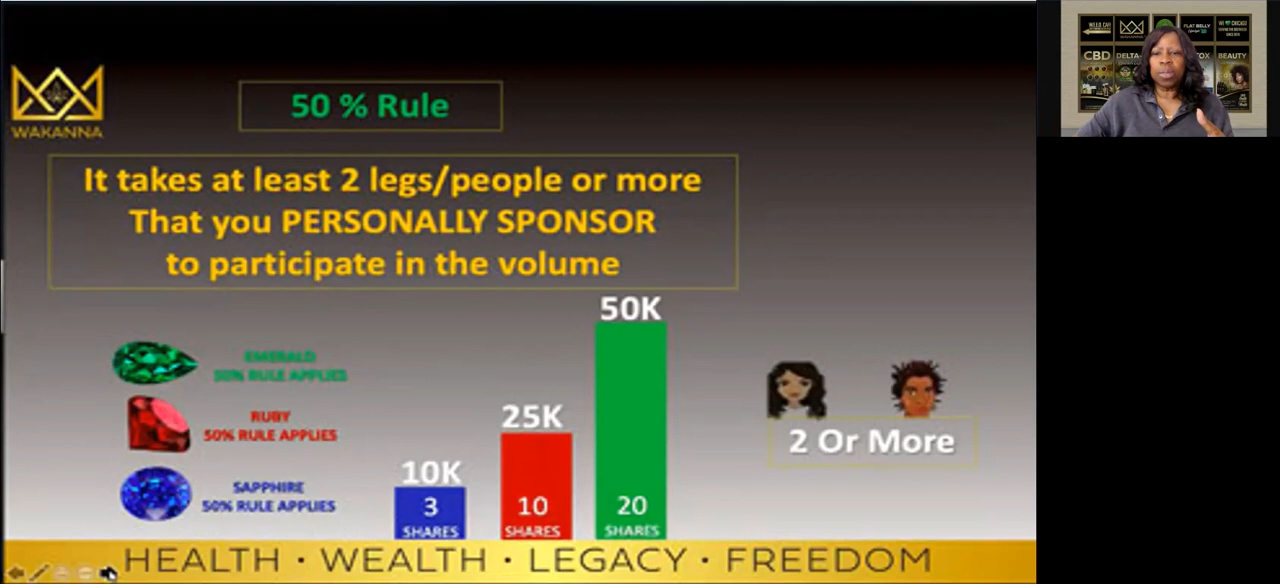 WAKANNA
50 % Rule
It takes at least 2 legs/people or more
That you PERSONALLY SPONSOR
to participate in the volume
EMERALD
50% RULE APPLIES
RUBY
50% RULE APPLIES
SAPPHIRE
50% RULE APPLIES
10K
3
SHARES
25K
10
SHARES
50K
20
SHARES
2 Or More
HEALTH · WEALTH · LEGACY · FREEDOM
CBD
BEAUTY
FLAT BELLY